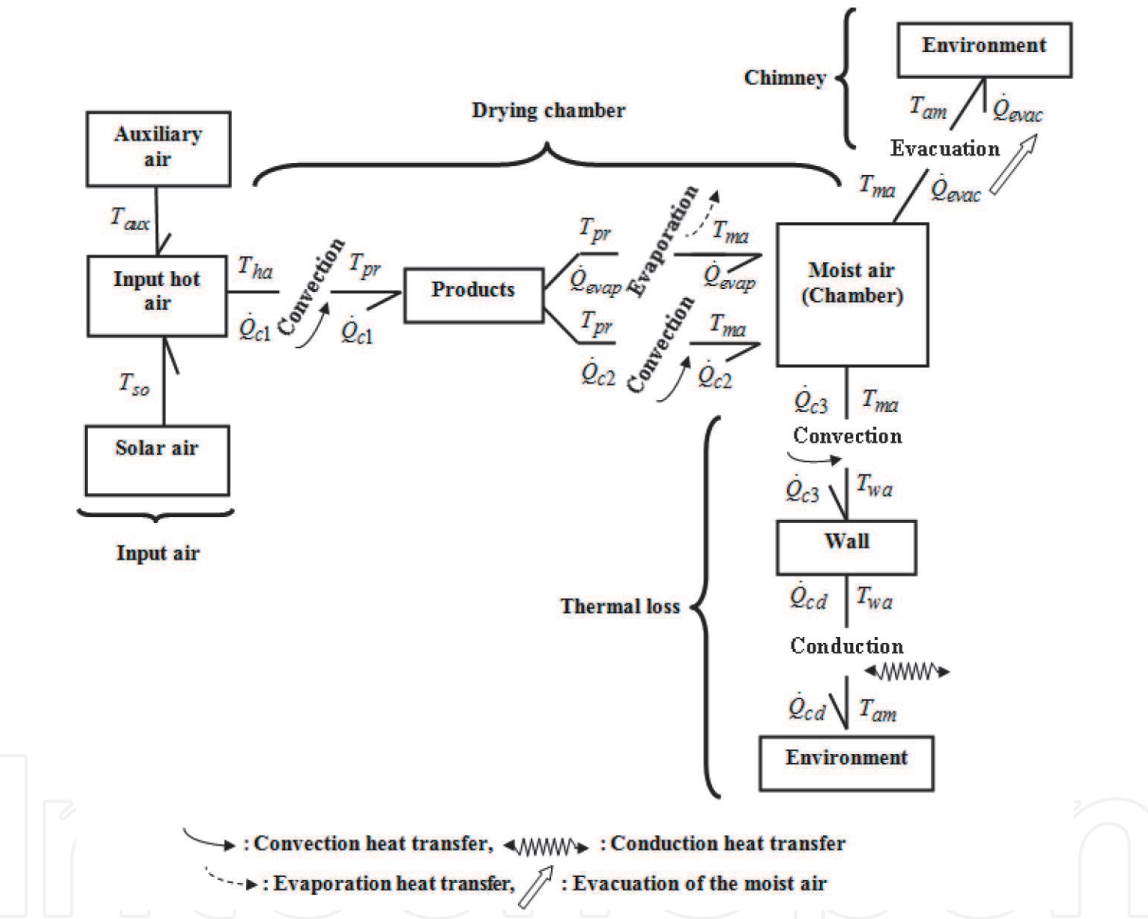 Environment
Chimney
T_am
Q̇_evac
Evacuation
T_ma
Q̇_evac
Drying chamber
Auxiliary
air
T_aux
Input hot
air
T_so
Solar air
Input air
T_ha
Q̇_c1
Convection
T_pr
Q̇_c1
Products
T_pr
Q̇_evap
Evaporation
T_ma
Q̇_evap
T_pr
Q̇_c2
Convection
T_ma
Q̇_c2
Moist air
(Chamber)
Q̇_c3 T_ma
Convection
Q̇_c3 T_wa
Wall
Q̇_cd T_wa
Thermal loss
Conduction
Q̇_cd T_am
Environment
: Convection heat transfer, : Conduction heat transfer
: Evaporation heat transfer, : Evacuation of the moist air